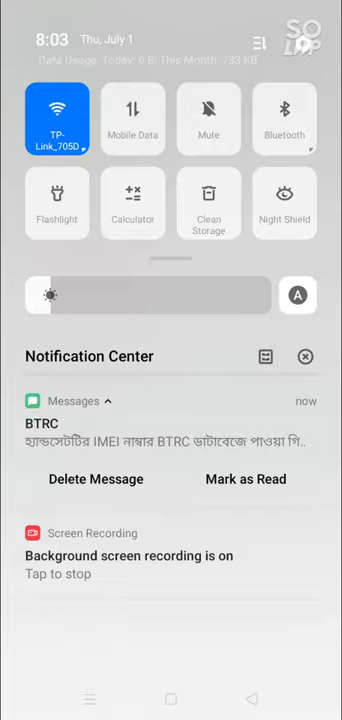 8:03 Thu, July 1
SO
LMP
Data Usage: Today: 0 B, This Month: 733 KB
TP-
Link_705D
Mobile Data
Mute
Bluetooth
Flashlight
Calculator
Clean
Storage
Night Shield
A
Notification Center
Messages
now
BTRC
হ্যান্ডসেটটির IMEI নাম্বার BTRC ডাটাবেজে পাওয়া গি..
Delete Message
Mark as Read
Screen Recording
Background screen recording is on
Tap to stop